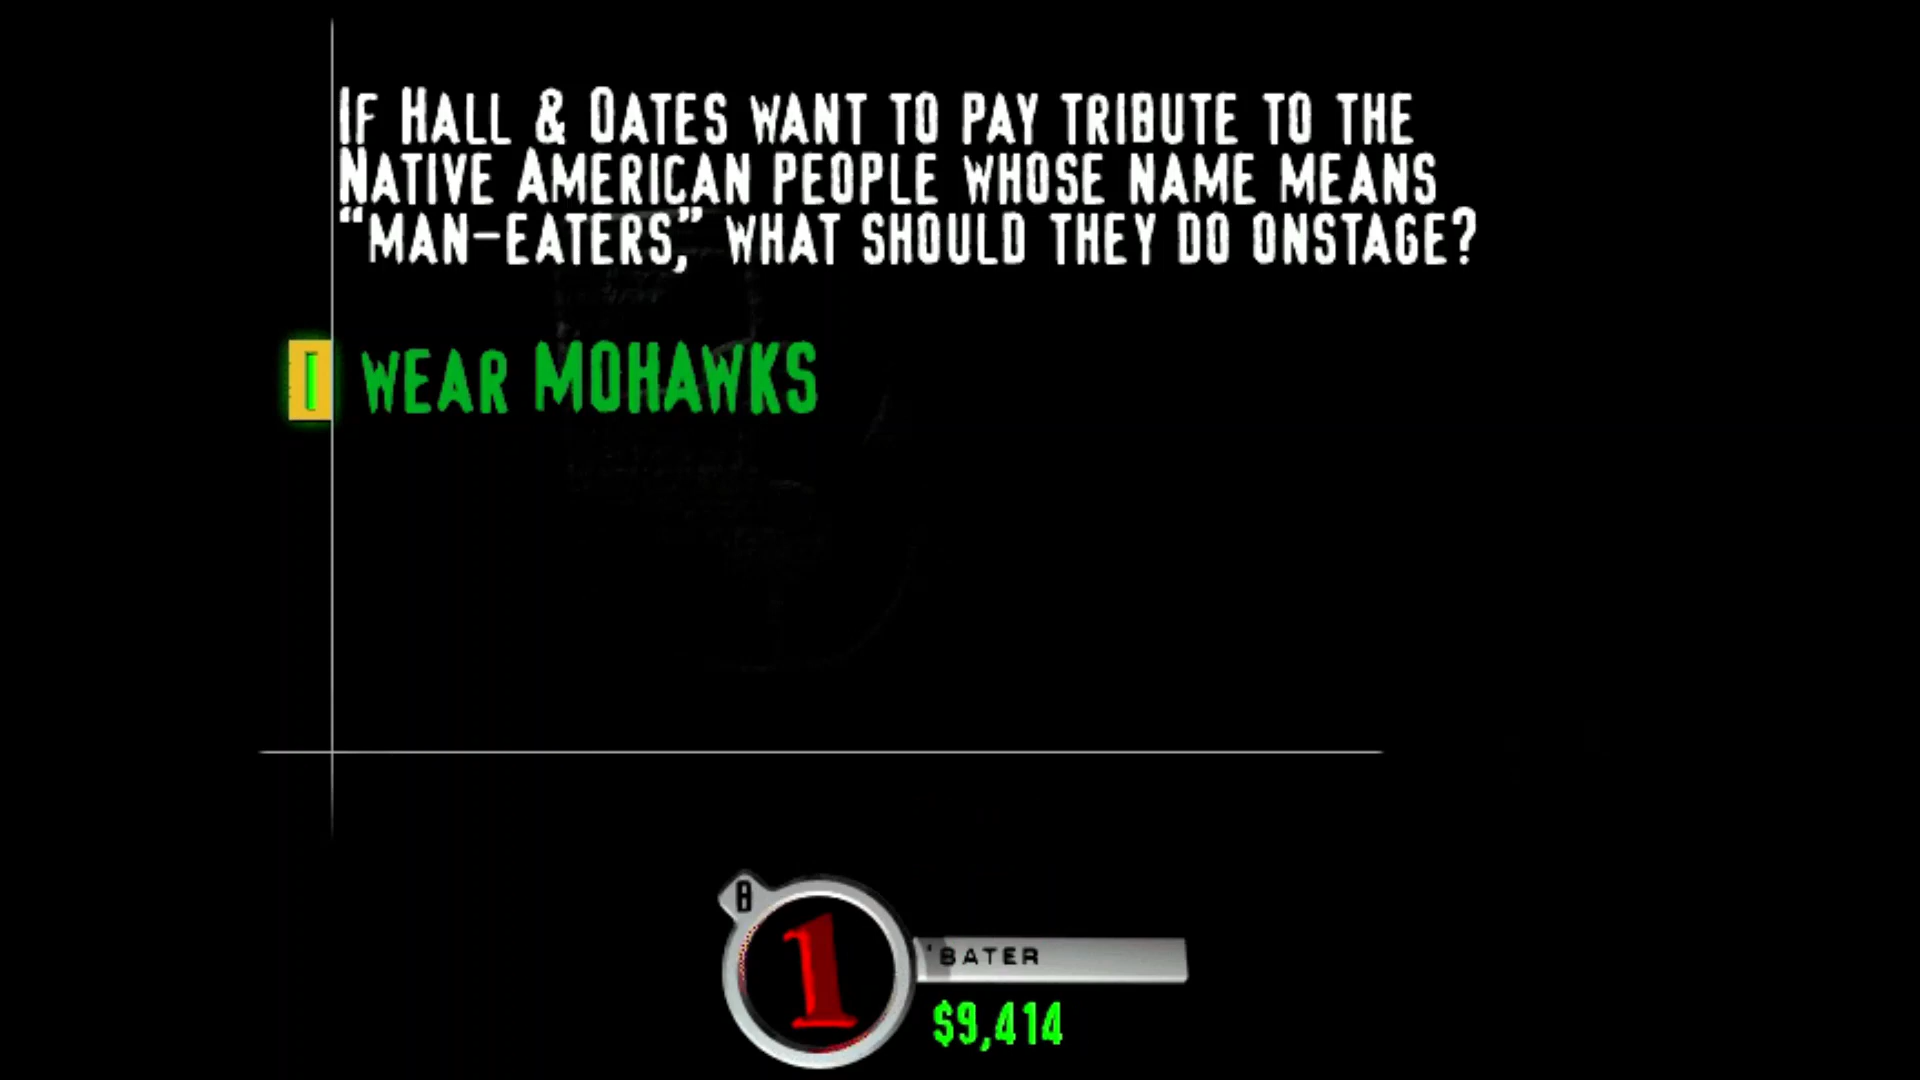 If Hall & Oates want to pay tribute to the
Native American people whose name means
“man-eaters,” what should they do onstage?
1 wear Mohawks
B
1 'BATER
$9,414